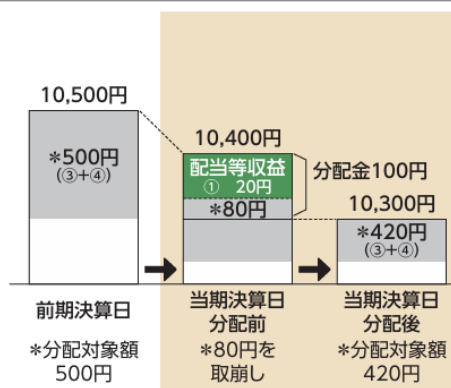 10,500円
*500円
(③+④)
前期決算日
*分配対象額
500円
10,400円
配当等収益
① 20円
*80円
分配金100円
当期決算日
分配前
*80円を
取崩し
10,300円
*420円
(③+④)
当期決算日
分配後
*分配対象額
420円